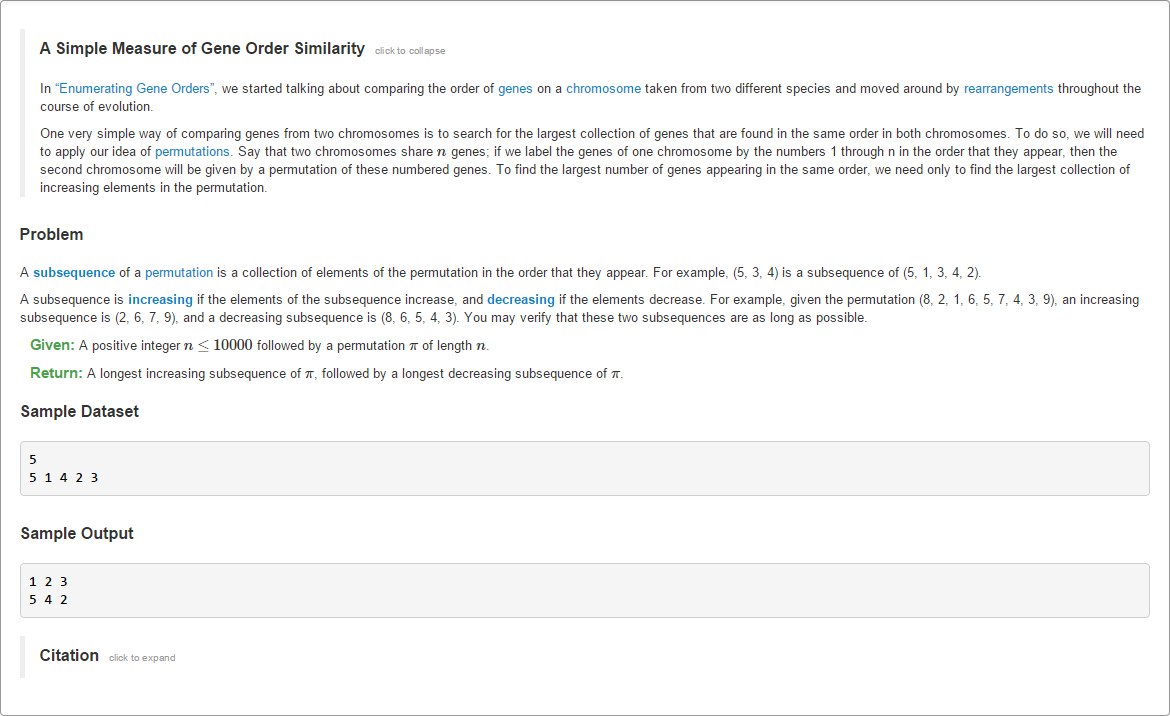 A Simple Measure of Gene Order Similarity click to collapse
In “Enumerating Gene Orders”, we started talking about comparing the order of genes on a chromosome taken from two different species and moved around by rearrangements throughout the
course of evolution.
One very simple way of comparing genes from two chromosomes is to search for the largest collection of genes that are found in the same order in both chromosomes. To do so, we will need
to apply our idea of permutations. Say that two chromosomes share n genes; if we label the genes of one chromosome by the numbers 1 through n in the order that they appear, then the
second chromosome will be given by a permutation of these numbered genes. To find the largest number of genes appearing in the same order, we need only to find the largest collection of
increasing elements in the permutation.
Problem
A subsequence of a permutation is a collection of elements of the permutation in the order that they appear. For example, (5, 3, 4) is a subsequence of (5, 1, 3, 4, 2).
A subsequence is increasing if the elements of the subsequence increase, and decreasing if the elements decrease. For example, given the permutation (8, 2, 1, 6, 5, 7, 4, 3, 9), an increasing
subsequence is (2, 6, 7, 9), and a decreasing subsequence is (8, 6, 5, 4, 3). You may verify that these two subsequences are as long as possible.
Given: A positive integer n ≤ 10000 followed by a permutation π of length n.
Return: A longest increasing subsequence of π, followed by a longest decreasing subsequence of π.
Sample Dataset
5
5 1 4 2 3
Sample Output
1 2 3
5 4 2
Citation click to expand